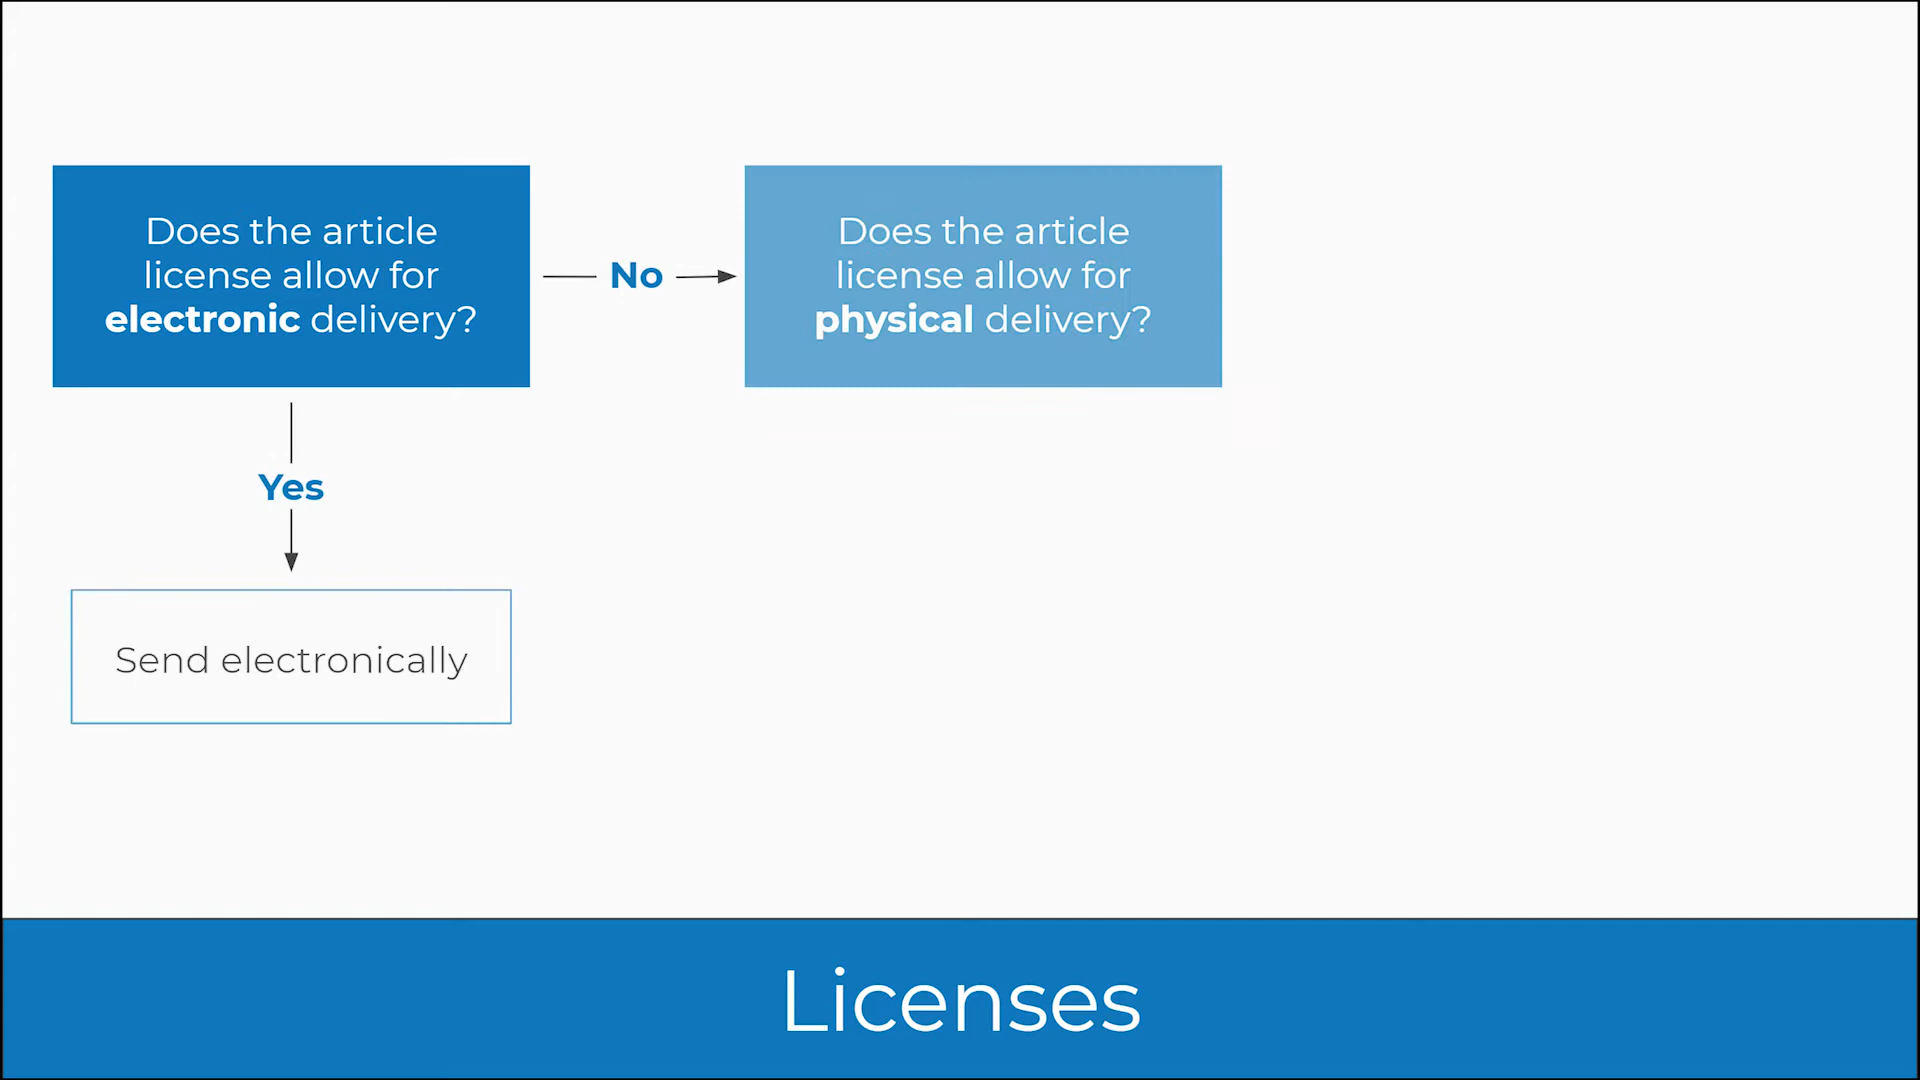 Does the article
license allow for
electronic delivery?
No
Does the article
license allow for
physical delivery?
Yes
Send electronically
Licenses